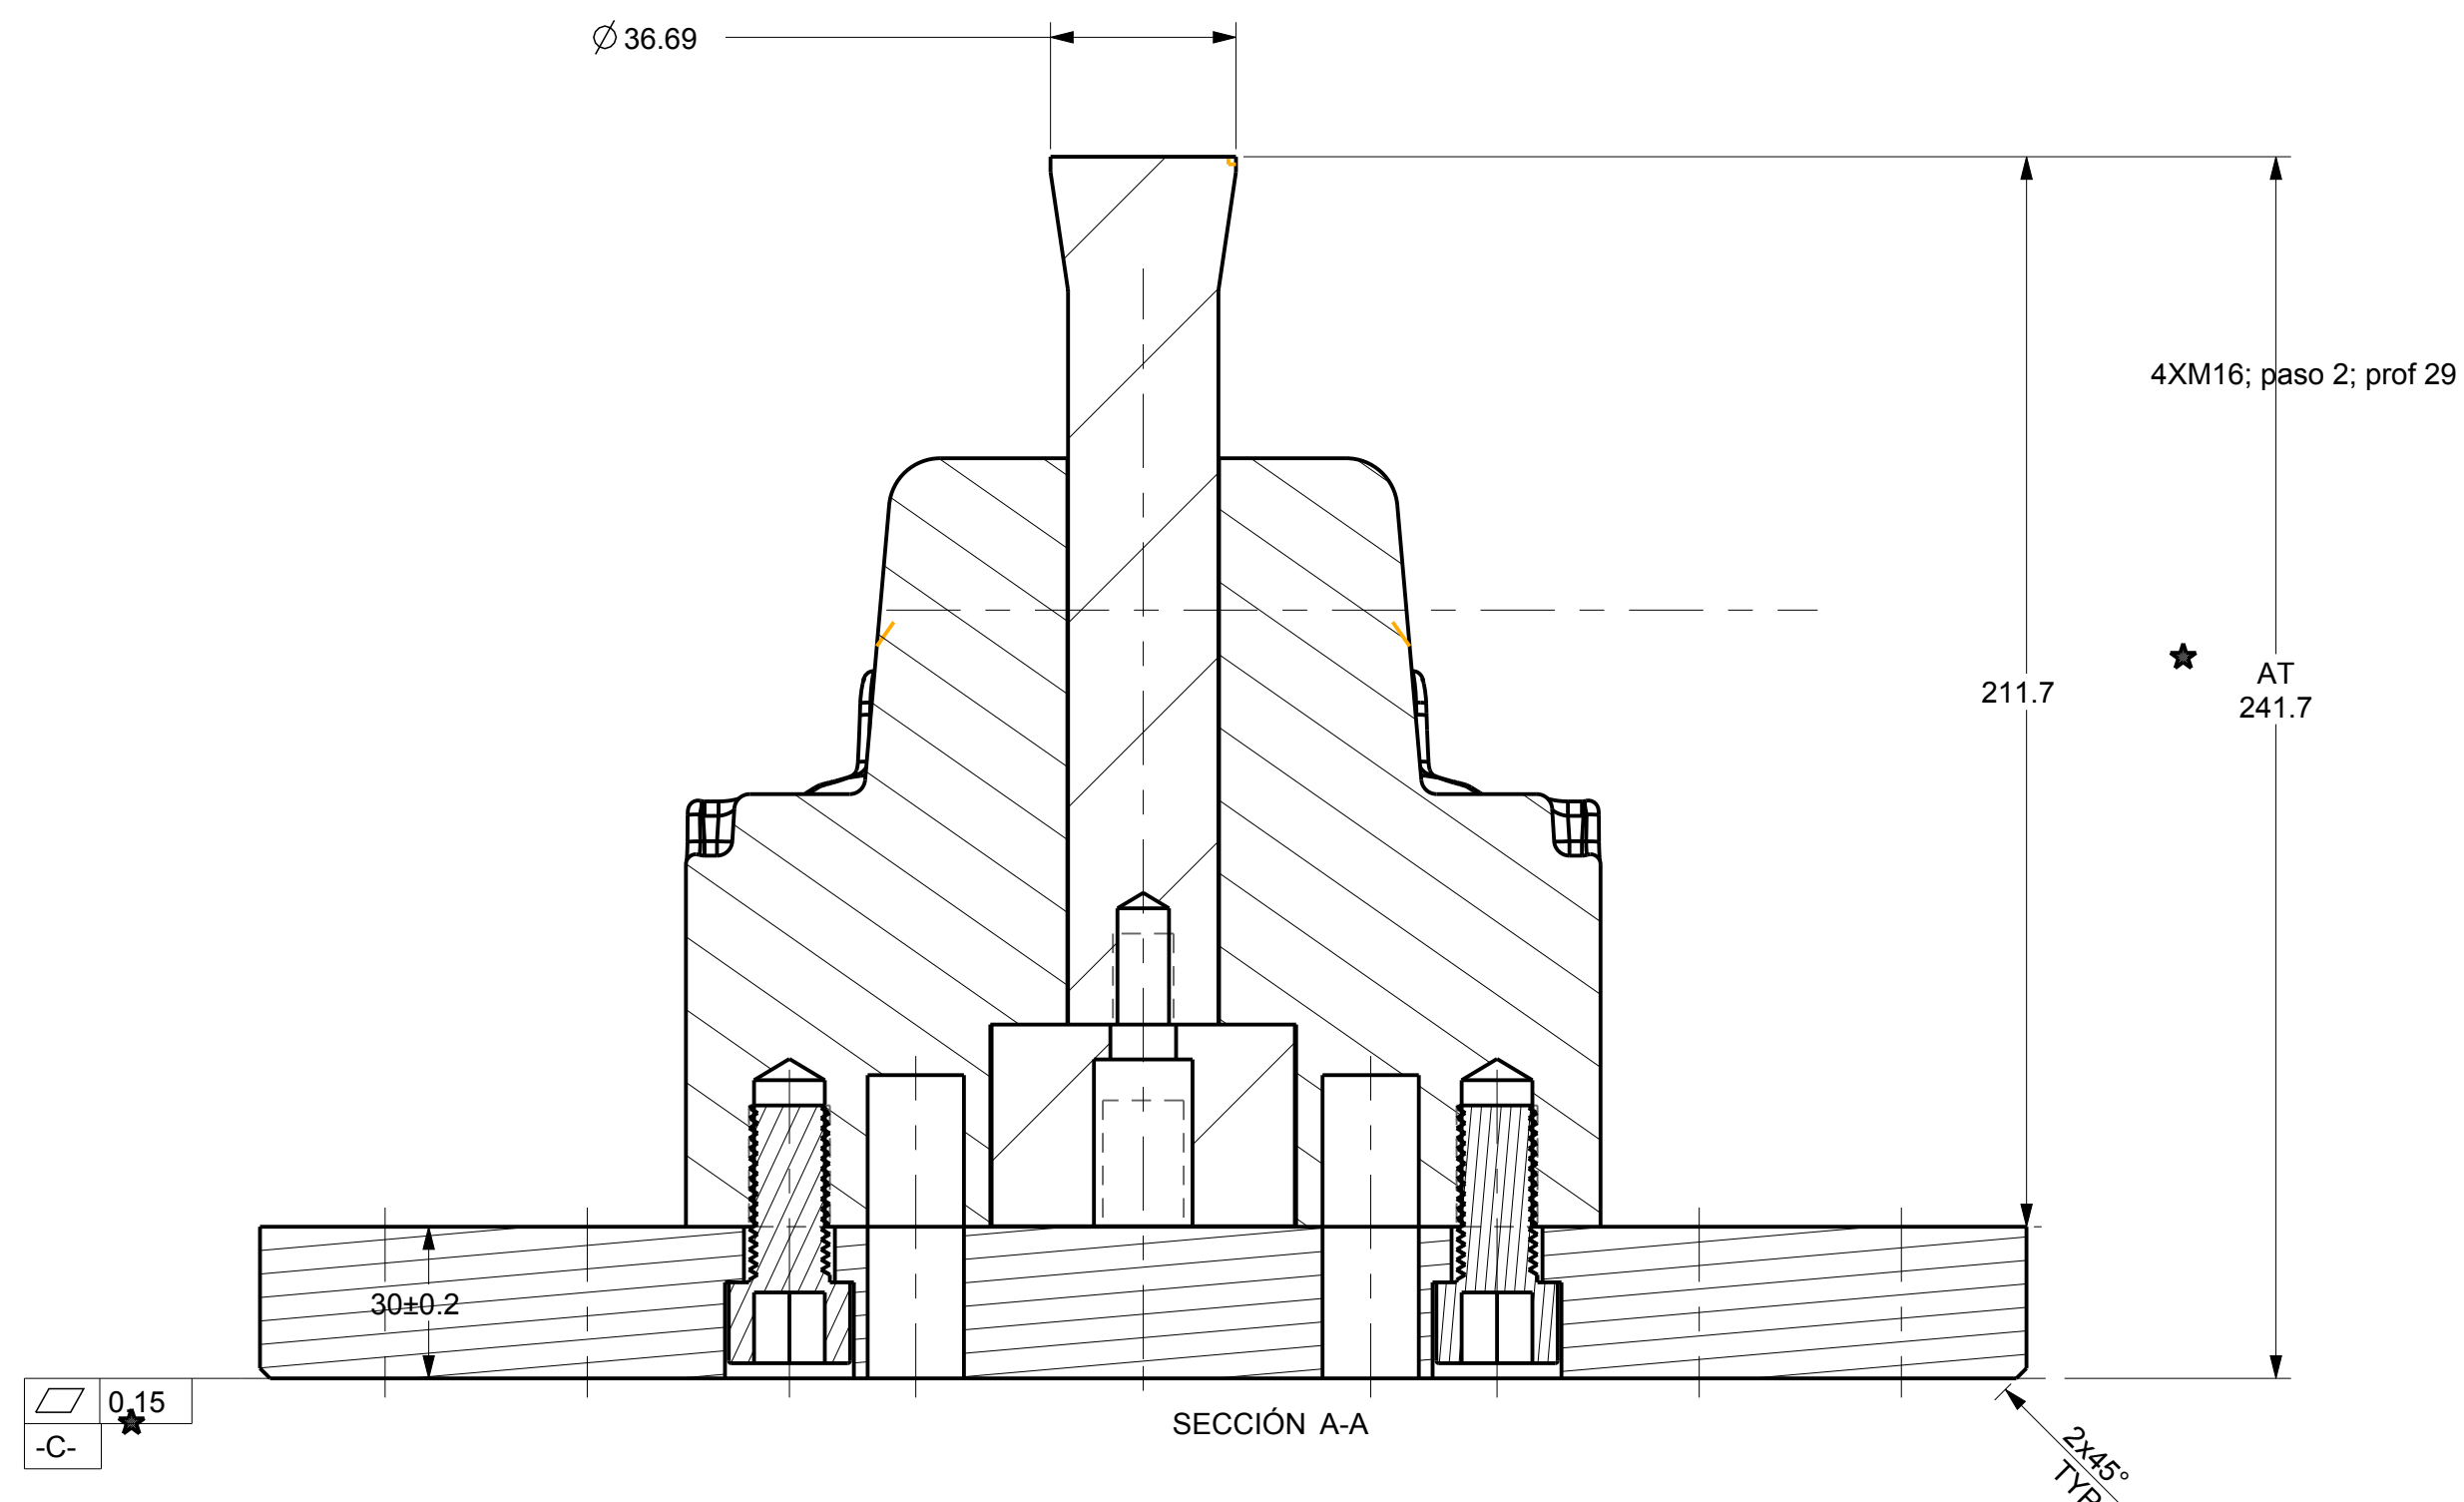 Ø 36.69
4XM16; paso 2; prof 29
211.7
AT
241.7
30±0.2
0.15
-C-
SECCIÓN A-A
2x45°
TYP